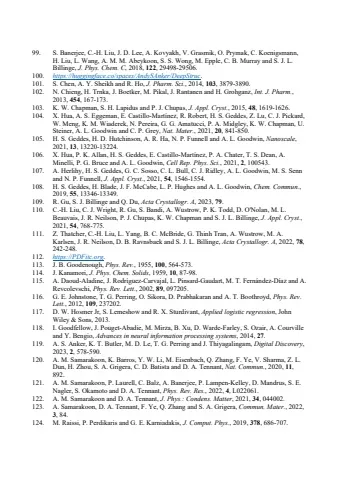 99. S. Banerjee, C.-H. Liu, J. D. Lee, A. Kovyakh, V. Grasmik, O. Prymak, C. Koenigsmann,
H. Liu, L. Wang, A. M. M. Abeykoon, S. S. Wong, M. Epple, C. B. Murray and S. J. L.
Billinge, J. Phys. Chem. C, 2018, 122, 29498-29506.
100. https://huggingface.co/spaces/AndySAnker/DeepStruc.
101. S. Chen, A. Y. Sheikh and R. Ho, J. Pharm. Sci., 2014, 103, 3879-3890.
102. N. Chieng, H. Trnka, J. Boetker, M. Pikal, J. Rantanen and H. Grohganz, Int. J. Pharm.,
2013, 454, 167-173.
103. K. W. Chapman, S. H. Lapidus and P. J. Chupas, J. Appl. Cryst., 2015, 48, 1619-1626.
104. X. Hua, A. S. Eggeman, E. Castillo-Martínez, R. Robert, H. S. Geddes, Z. Lu, C. J. Pickard,
W. Meng, K. M. Wiaderek, N. Pereira, G. G. Amatucci, P. A. Midgley, K. W. Chapman, U.
Steiner, A. L. Goodwin and C. P. Grey, Nat. Mater., 2021, 20, 841-850.
105. H. S. Geddes, H. D. Hutchinson, A. R. Ha, N. P. Funnell and A. L. Goodwin, Nanoscale,
2021, 13, 13220-13224.
106. X. Hua, P. K. Allan, H. S. Geddes, E. Castillo-Martínez, P. A. Chater, T. S. Dean, A.
Minelli, P. G. Bruce and A. L. Goodwin, Cell Rep. Phys. Sci., 2021, 2, 100543.
107. A. Herlihy, H. S. Geddes, G. C. Sosso, C. L. Bull, C. J. Ridley, A. L. Goodwin, M. S. Senn
and N. P. Funnell, J. Appl. Cryst., 2021, 54, 1546-1554.
108. H. S. Geddes, H. Blade, J. F. McCabe, L. P. Hughes and A. L. Goodwin, Chem. Commun.,
2019, 55, 13346-13349.
109. R. Gu, S. J. Billinge and Q. Du, Acta Crystallogr. A, 2023, 79.
110. C.-H. Liu, C. J. Wright, R. Gu, S. Bandi, A. Wustrow, P. K. Todd, D. O'Nolan, M. L.
Beauvais, J. R. Neilson, P. J. Chupas, K. W. Chapman and S. J. L. Billinge, J. Appl. Cryst.,
2021, 54, 768-775.
111. Z. Thatcher, C.-H. Liu, L. Yang, B. C. McBride, G. Thinh Tran, A. Wustrow, M. A.
Karlsen, J. R. Neilson, D. B. Ravnsbaek and S. J. L. Billinge, Acta Crystallogr. A, 2022, 78,
242-248.
112. https://PDFitc.org.
113. J. B. Goodenough, Phys. Rev., 1955, 100, 564-573.
114. J. Kanamori, J. Phys. Chem. Solids, 1959, 10, 87-98.
115. A. Daoud-Aladine, J. Rodríguez-Carvajal, L. Pinsard-Gaudart, M. T. Fernández-Díaz and A.
Revcolevschi, Phys. Rev. Lett., 2002, 89, 097205.
116. G. E. Johnstone, T. G. Perring, O. Sikora, D. Prabhakaran and A. T. Boothroyd, Phys. Rev.
Lett., 2012, 109, 237202.
117. D. W. Hosmer Jr, S. Lemeshow and R. X. Sturdivant, Applied logistic regression, John
Wiley & Sons, 2013.
118. I. Goodfellow, J. Pouget-Abadie, M. Mirza, B. Xu, D. Warde-Farley, S. Ozair, A. Courville
and Y. Bengio, Advances in neural information processing systems, 2014, 27.
119. A. S. Anker, K. T. Butler, M. D. Le, T. G. Perring and J. Thiyagalingam, Digital Discovery,
2023, 2, 578-590.
120. A. M. Samarakoon, K. Barros, Y. W. Li, M. Eisenbach, Q. Zhang, F. Ye, V. Sharma, Z. L.
Dun, H. Zhou, S. A. Grigera, C. D. Batista and D. A. Tennant, Nat. Commun., 2020, 11,
892.
121. A. M. Samarakoon, P. Laurell, C. Balz, A. Banerjee, P. Lampen-Kelley, D. Mandrus, S. E.
Nagler, S. Okamoto and D. A. Tennant, Phys. Rev. Res., 2022, 4, L022061.
122. A. M. Samarakoon and D. A. Tennant, J. Phys.: Condens. Matter, 2021, 34, 044002.
123. A. Samarakoon, D. A. Tennant, F. Ye, Q. Zhang and S. A. Grigera, Commun. Mater., 2022,
3, 84.
124. M. Raissi, P. Perdikaris and G. E. Karniadakis, J. Comput. Phys., 2019, 378, 686-707.